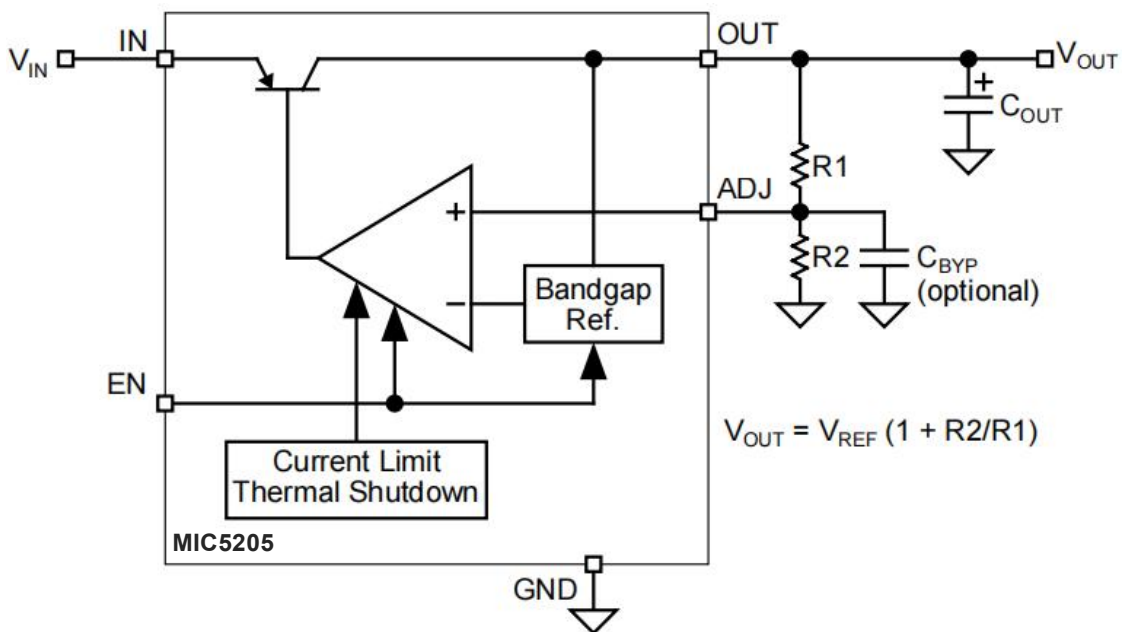 IN
OUT
V_IN
V_OUT
+
C_OUT
R1
ADJ
+
R2
C_BYP
(optional)
–
Bandgap
Ref.
EN
V_OUT = V_REF (1 + R2/R1)
Current Limit
Thermal Shutdown
MIC5205
GND